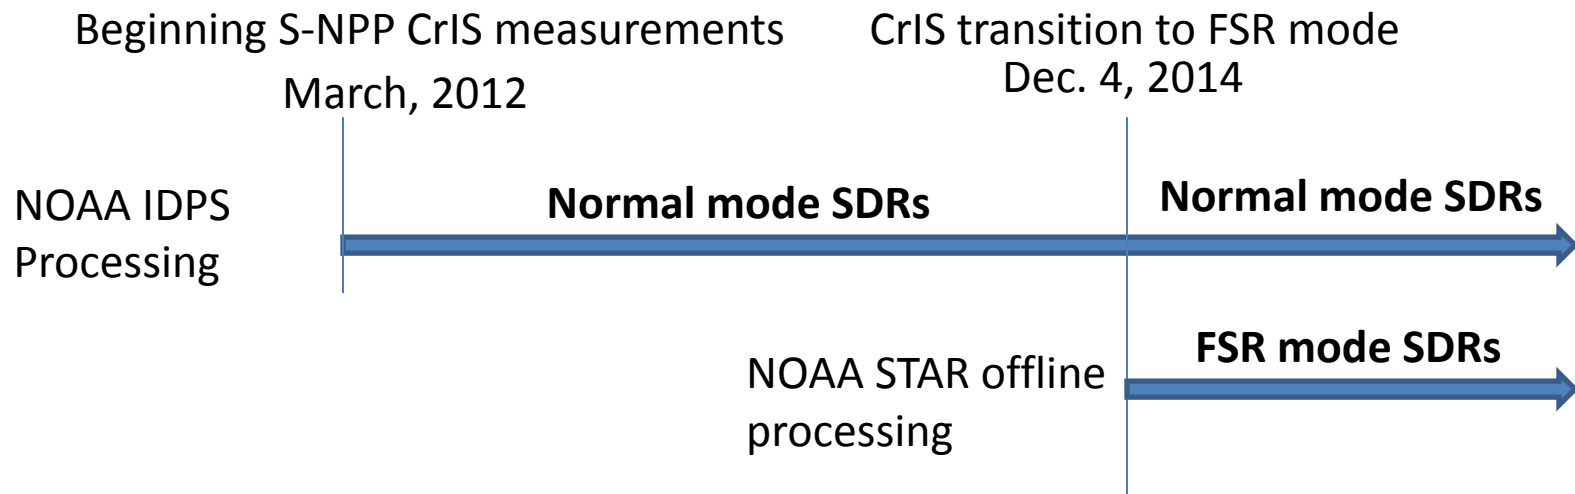 Beginning S-NPP CrIS measurements
March, 2012
CrIS transition to FSR mode
Dec. 4, 2014
NOAA IDPS
Processing
Normal mode SDRs
Normal mode SDRs
NOAA STAR offline
processing
FSR mode SDRs